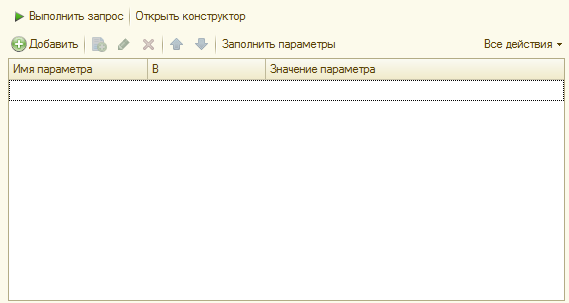 Выполнить запрос Открыть конструктор
Добавить Заполнить параметры Все действия
Имя параметра В Значение параметра